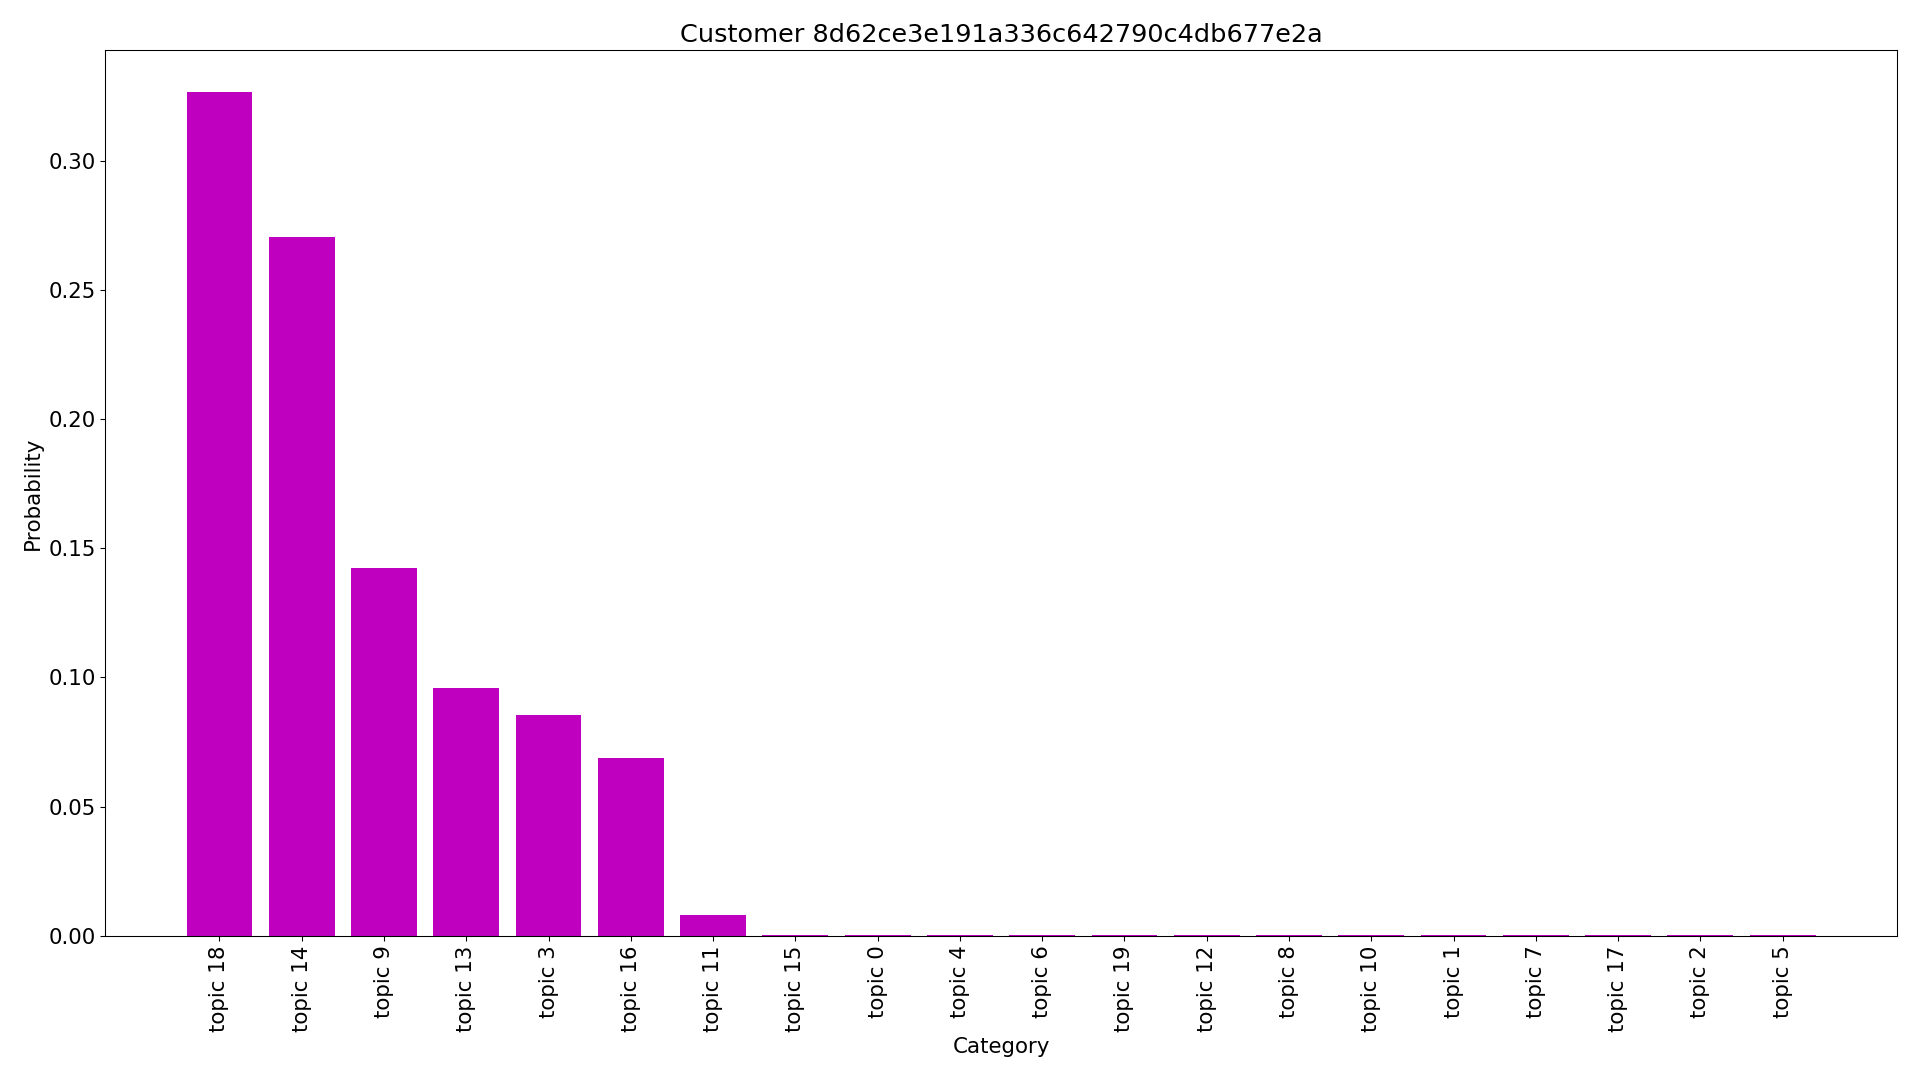 Customer 8d62ce3e191a336c642790c4db677e2a
Probability
0.30
0.25
0.20
0.15
0.10
0.05
0.00
topic 18
topic 14
topic 9
topic 13
topic 3
topic 16
topic 11
topic 15
topic 0
topic 4
topic 6
topic 19
topic 12
topic 8
topic 10
topic 1
topic 7
topic 17
topic 2
topic 5
Category